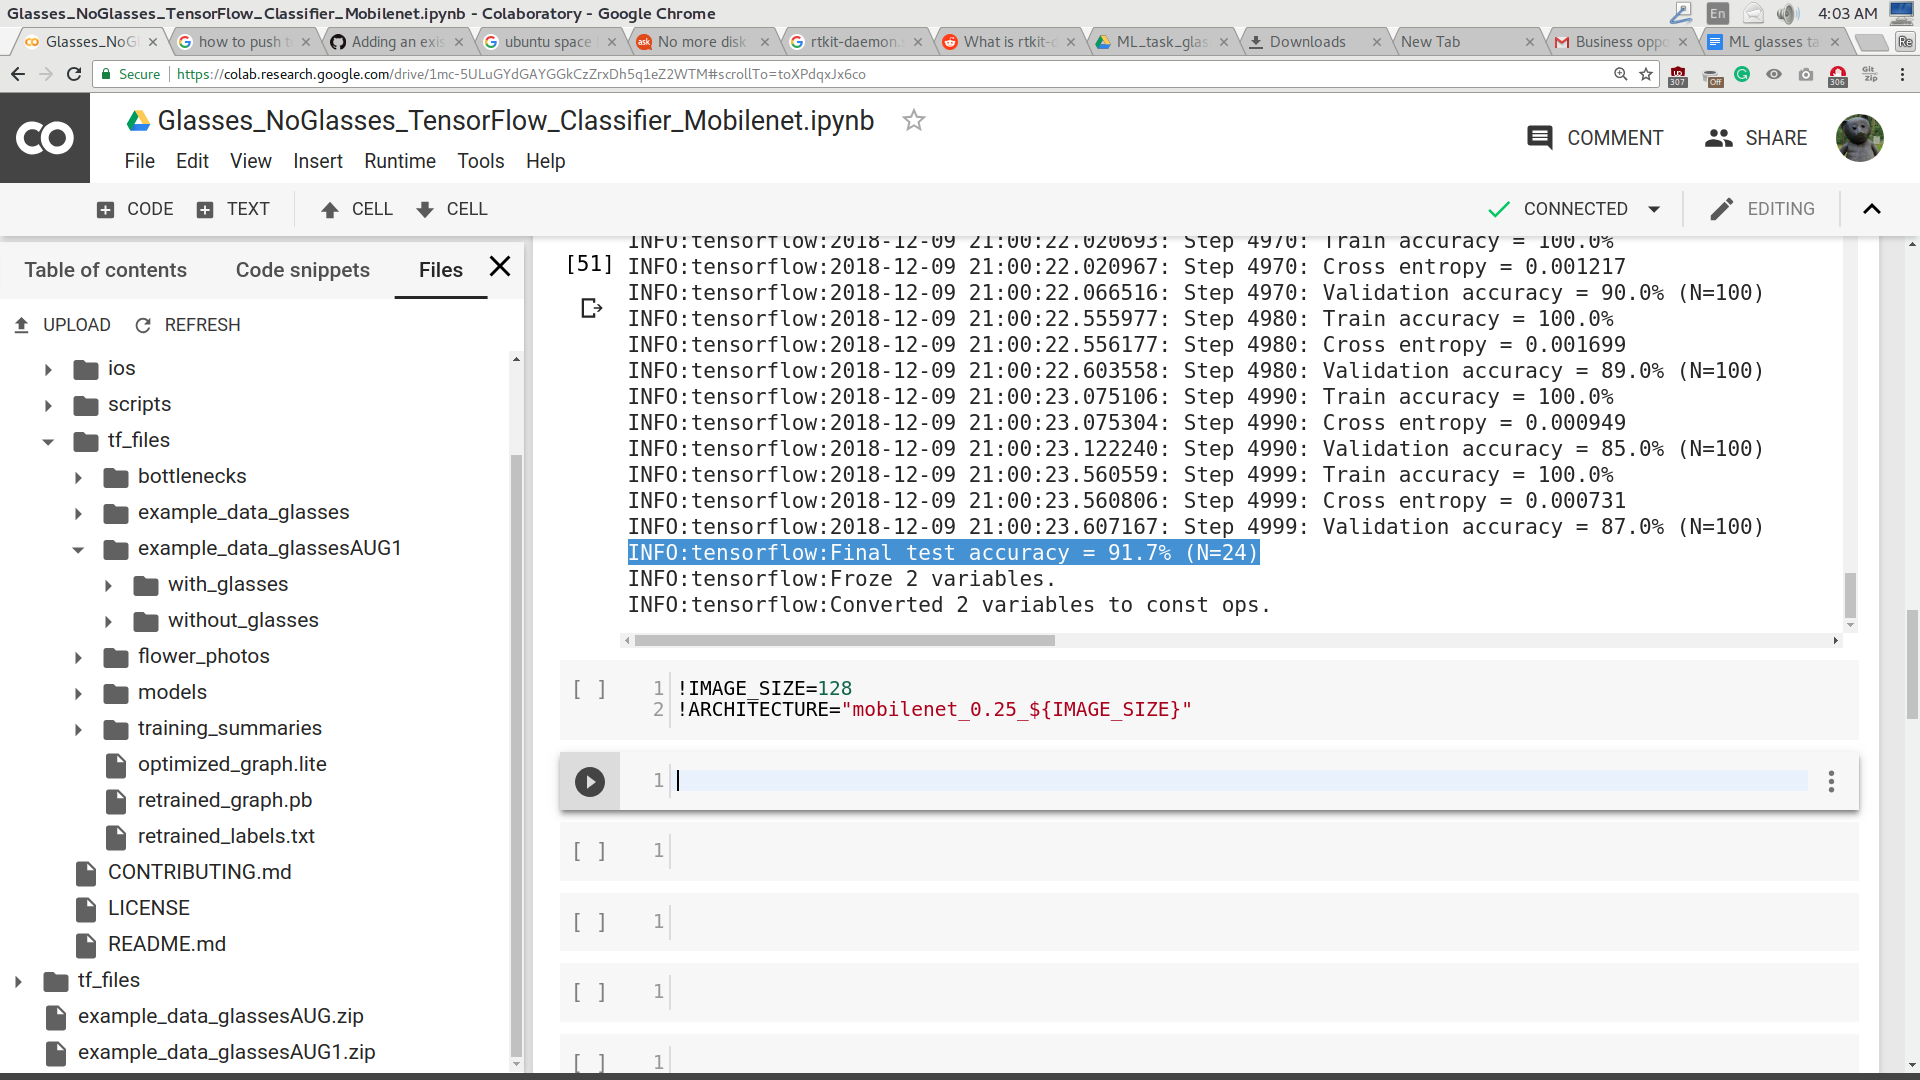 Glasses_NoGlasses_TensorFlow_Classifier_Mobilenet.ipynb - Colaboratory - Google Chrome
En
4:03 AM
Glasses_NoG
how to push t
Adding an exis
ubuntu space
ask
No more disk
rtkit-daemon.s
What is rtkit-d
ML_task_glas
Downloads
New Tab
Business oppo
ML glasses ta
Re
Secure
https://colab.research.google.com/drive/1mc-5ULuGYdGAYGGkCzZrxDh5q1eZ2WTM#scrollTo=toXPdqxJx6co
307
Off
306
Git
Zip
CO
Glasses_NoGlasses_TensorFlow_Classifier_Mobilenet.ipynb
File Edit View Insert Runtime Tools Help
COMMENT
SHARE
CODE
TEXT
CELL
CELL
CONNECTED
EDITING
Table of contents
Code snippets
Files
UPLOAD
REFRESH
ios
scripts
tf_files
bottlenecks
example_data_glasses
example_data_glassesAUG1
with_glasses
without_glasses
flower_photos
models
training_summaries
optimized_graph.lite
retrained_graph.pb
retrained_labels.txt
CONTRIBUTING.md
LICENSE
README.md
tf_files
example_data_glassesAUG.zip
example_data_glassesAUG1.zip
INFO:tensorflow:2018-12-09 21:00:22.020693: Step 4970: Train accuracy = 100.0%
[51]
INFO:tensorflow:2018-12-09 21:00:22.020967: Step 4970: Cross entropy = 0.001217
INFO:tensorflow:2018-12-09 21:00:22.066516: Step 4970: Validation accuracy = 90.0% (N=100)
INFO:tensorflow:2018-12-09 21:00:22.555977: Step 4980: Train accuracy = 100.0%
INFO:tensorflow:2018-12-09 21:00:22.556177: Step 4980: Cross entropy = 0.001699
INFO:tensorflow:2018-12-09 21:00:22.603558: Step 4980: Validation accuracy = 89.0% (N=100)
INFO:tensorflow:2018-12-09 21:00:23.075106: Step 4990: Train accuracy = 100.0%
INFO:tensorflow:2018-12-09 21:00:23.075304: Step 4990: Cross entropy = 0.000949
INFO:tensorflow:2018-12-09 21:00:23.122240: Step 4990: Validation accuracy = 85.0% (N=100)
INFO:tensorflow:2018-12-09 21:00:23.560559: Step 4999: Train accuracy = 100.0%
INFO:tensorflow:2018-12-09 21:00:23.560806: Step 4999: Cross entropy = 0.000731
INFO:tensorflow:2018-12-09 21:00:23.607167: Step 4999: Validation accuracy = 87.0% (N=100)
INFO:tensorflow:Final test accuracy = 91.7% (N=24)
INFO:tensorflow:Froze 2 variables.
INFO:tensorflow:Converted 2 variables to const ops.
[ ] 1 !IMAGE_SIZE=128
2 !ARCHITECTURE="mobilenet_0.25_${IMAGE_SIZE}"
1
[ ] 1
[ ] 1
[ ] 1
[ ] 1